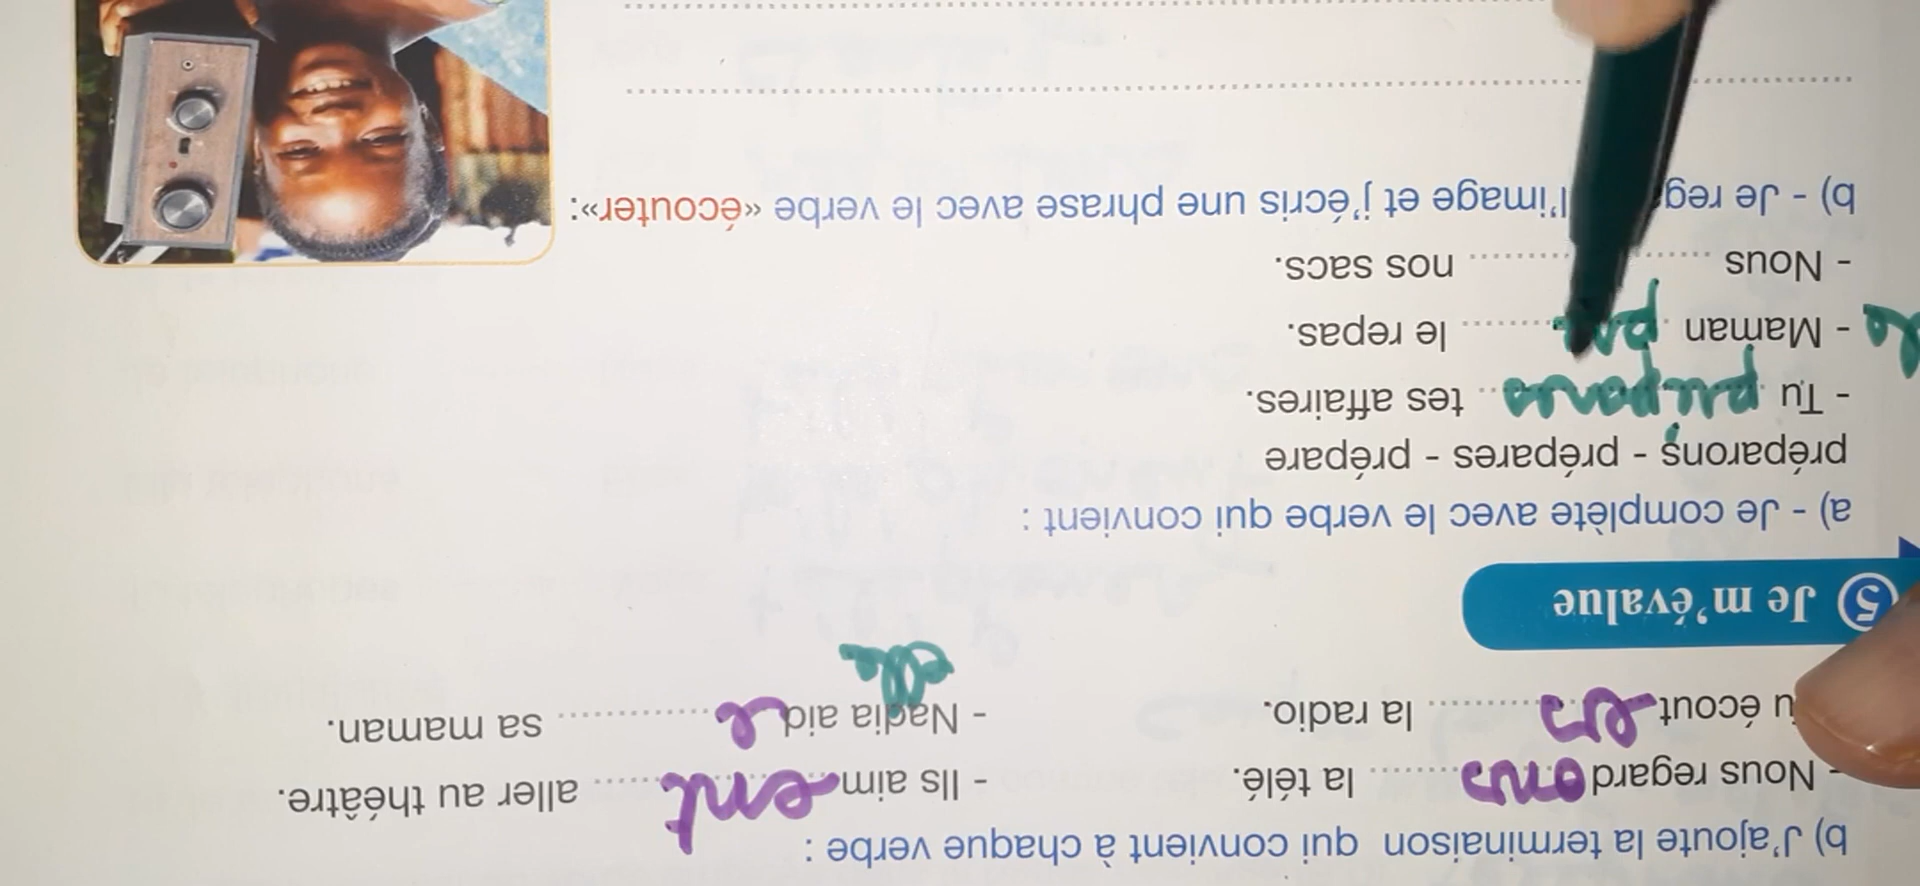 b) J'ajoute la terminaison qui convient à chaque verbe :
- Nous regardons la télé. - Ils aiment aller au théâtre.
u écoutes la radio. - Nadia aide sa maman.
elle
5 Je m'évalue
a) - Je complète avec le verbe qui convient :
préparons - prépares - prépare
- Tu prépares tes affaires.
- Maman pré le repas.
- Nous nos sacs.
b) - Je reg l'image et j'écris une phrase avec le verbe «écouter»: